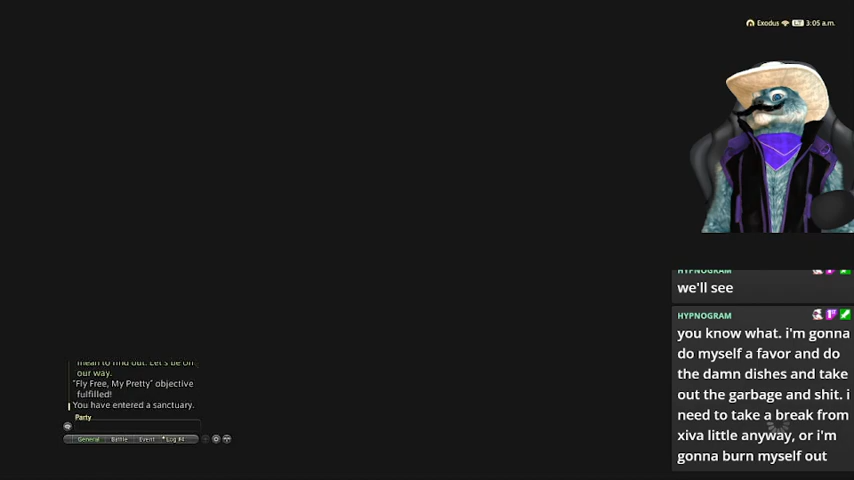 Exodus LT 3:05 a.m.
HYPNOGRAM
we'll see
HYPNOGRAM
you know what. i'm gonna
do myself a favor and do
the damn dishes and take
out the garbage and shit. i
need to take a break from
xiva little anyway, or i'm
gonna burn myself out
mean to find out. Let's be on
our way.
"Fly Free, My Pretty" objective
fulfilled!
You have entered a sanctuary.
Party
General Battle Event Log #4